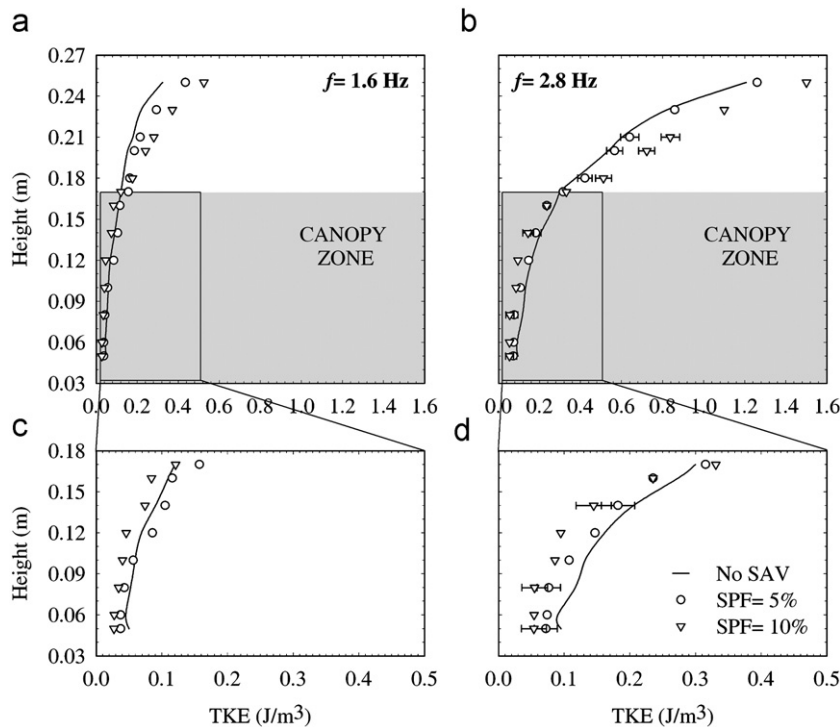 a
b
0.27
0.24
0.21
0.18
0.15
0.12
0.09
0.06
0.03
Height (m)
f= 1.6 Hz
f= 2.8 Hz
CANOPY
ZONE
CANOPY
ZONE
0.0 0.2 0.4 0.6 0.8 1.0 1.2 1.4 1.6
0.0 0.2 0.4 0.6 0.8 1.0 1.2 1.4 1.6
c
d
0.18
0.15
0.12
0.09
0.06
0.03
Height (m)
No SAV
SPF= 5%
SPF= 10%
0.0 0.1 0.2 0.3 0.4 0.5
0.0 0.1 0.2 0.3 0.4 0.5
TKE (J/m3)
TKE (J/m3)